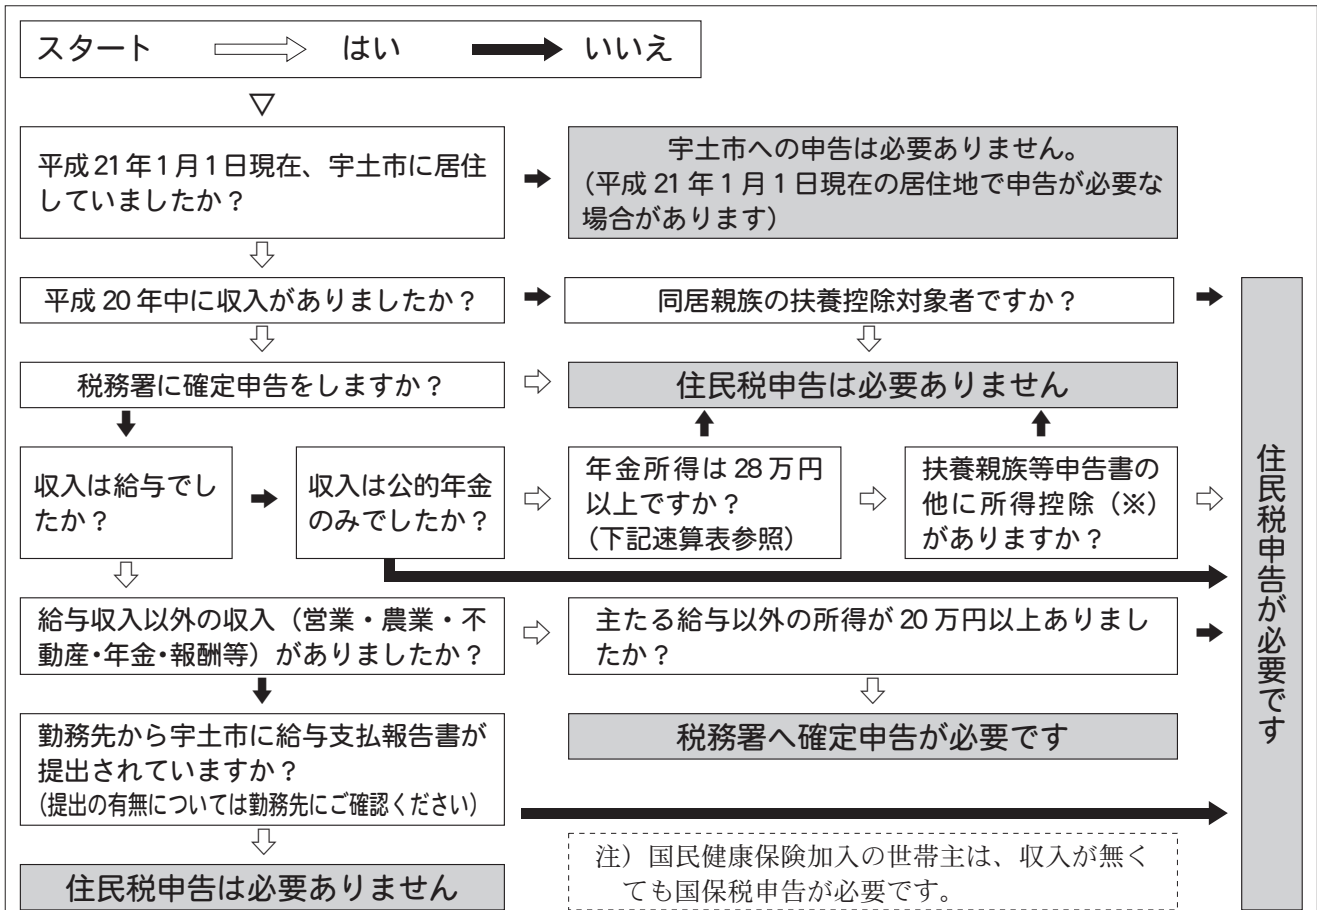 スタート はい いいえ
平成21年1月1日現在、宇土市に居住
していましたか？
宇土市への申告は必要ありません。
（平成 21 年 1 月 1 日現在の居住地で申告が必要な
場合があります）
平成 20 年中に収入がありましたか？
同居親族の扶養控除対象者ですか？
税務署に確定申告をしますか？
住民税申告は必要ありません
収入は給与でし
たか？
収入は公的年金
のみでしたか？
年金所得は 28 万円
以上ですか？
（下記速算表参照）
扶養親族等申告書の
他に所得控除（※）
がありますか？
住民税申告が必要です
給与収入以外の収入（営業・農業・不
動産・年金・報酬等）がありましたか？
主たる給与以外の所得が 20 万円以上ありまし
たか？
税務署へ確定申告が必要です
勤務先から宇土市に給与支払報告書が
提出されていますか？
（提出の有無については勤務先にご確認ください）
住民税申告は必要ありません
注）国民健康保険加入の世帯主は、収入が無く
ても国保税申告が必要です。